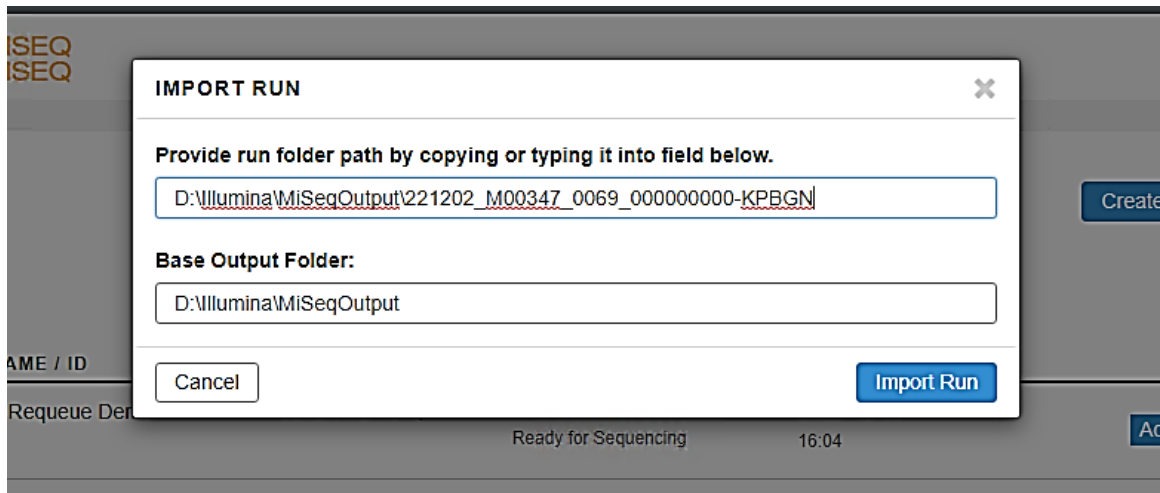 ISEQ
ISEQ
IMPORT RUN
Provide run folder path by copying or typing it into field below.
D:\Illumina\MiSeqOutput\221202_M00347_0069_000000000-KPBGN
Create
Base Output Folder:
D:\Illumina\MiSeqOutput
AME / ID
Cancel
Import Run
Requeue Der
Ready for Sequencing
16:04
Ad